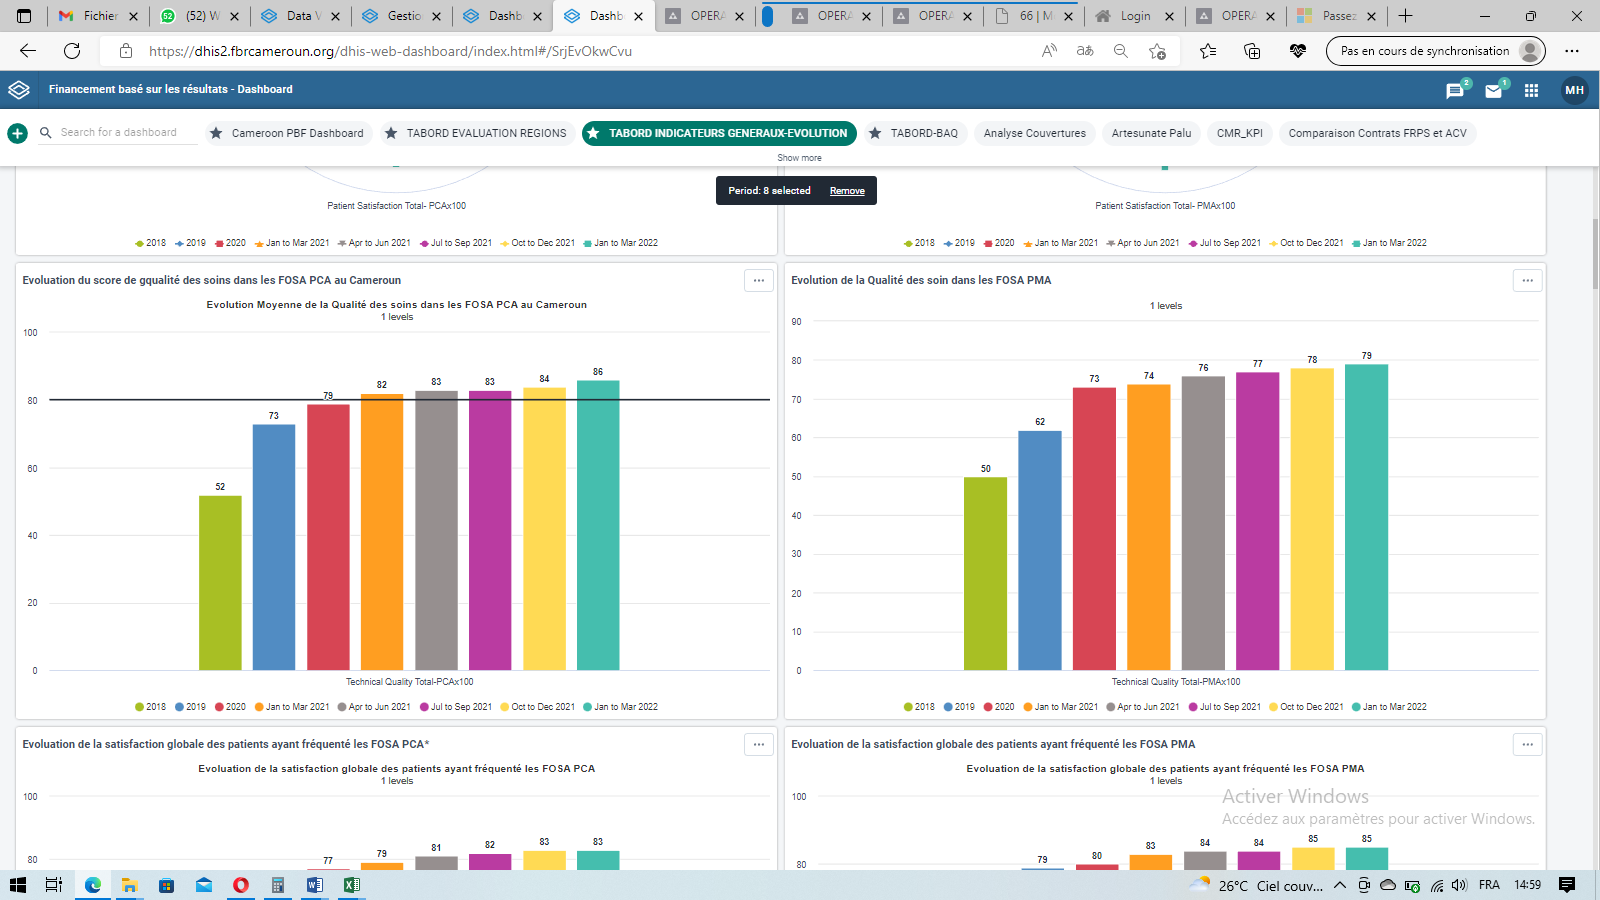 Fichier
(52) W
Data V
Gestio
Dashb
Dashb
OPERA
OPERA
OPERA
66 | M
Login
OPERA
Passez
https://dhis2.fbrcameroun.org/dhis-web-dashboard/index.html#/SrjEvOkwCvu
Pas en cours de synchronisation
Financement basé sur les résultats - Dashboard
2
1
MH
Search for a dashboard
Cameroon PBF Dashboard
TABORD EVALUATION REGIONS
TABORD INDICATEURS GENERAUX-EVOLUTION
TABORD-BAQ
Analyse Couvertures
Artesunate Palu
CMR_KPI
Comparaison Contrats FRPS et ACV
Show more
Period: 8 selected Remove
Patient Satisfaction Total- PCAx100
2018 2019 2020 Jan to Mar 2021 Apr to Jun 2021 Jul to Sep 2021 Oct to Dec 2021 Jan to Mar 2022
Patient Satisfaction Total- PMAx100
2018 2019 2020 Jan to Mar 2021 Apr to Jun 2021 Jul to Sep 2021 Oct to Dec 2021 Jan to Mar 2022
Evoluation du score de gqualité des soins dans les FOSA PCA au Cameroun
Evolution Moyenne de la Qualité des soins dans les FOSA PCA au Cameroun
1 levels
100
80
60
40
20
0
52
73
79
82
83
83
84
86
Technical Quality Total-PCAx100
2018 2019 2020 Jan to Mar 2021 Apr to Jun 2021 Jul to Sep 2021 Oct to Dec 2021 Jan to Mar 2022
Evolution de la Qualité des soin dans les FOSA PMA
1 levels
90
80
70
60
50
40
30
20
10
0
50
62
73
74
76
77
78
79
Technical Quality Total-PMAx100
2018 2019 2020 Jan to Mar 2021 Apr to Jun 2021 Jul to Sep 2021 Oct to Dec 2021 Jan to Mar 2022
Evoluation de la satisfaction globale des patients ayant fréquenté les FOSA PCA*
Evoluation de la satisfaction globale des patients ayant fréquenté les FOSA PCA
1 levels
100
80
77
79
81
82
83
83
Evoluation de la satisfaction globale des patients ayant fréquenté les FOSA PMA
Evoluation de la satisfaction globale des patients ayant fréquenté les FOSA PMA
1 levels
100
80
79
80
83
84
84
85
85
Activer Windows
Accédez aux paramètres pour activer Windows.
26°C Ciel couv...
FRA
14:59